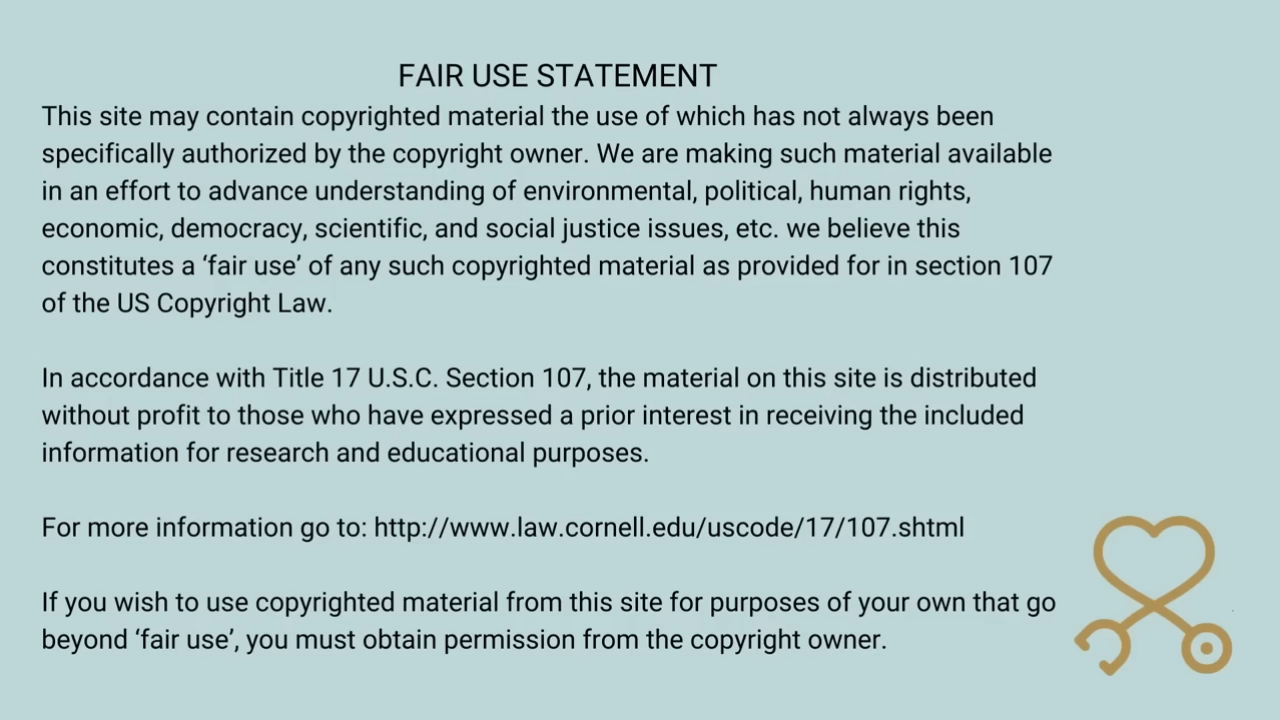 FAIR USE STATEMENT
This site may contain copyrighted material the use of which has not always been
specifically authorized by the copyright owner. We are making such material available
in an effort to advance understanding of environmental, political, human rights,
economic, democracy, scientific, and social justice issues, etc. we believe this
constitutes a ‘fair use’ of any such copyrighted material as provided for in section 107
of the US Copyright Law.
In accordance with Title 17 U.S.C. Section 107, the material on this site is distributed
without profit to those who have expressed a prior interest in receiving the included
information for research and educational purposes.
For more information go to: http://www.law.cornell.edu/uscode/17/107.shtml
If you wish to use copyrighted material from this site for purposes of your own that go
beyond ‘fair use’, you must obtain permission from the copyright owner.